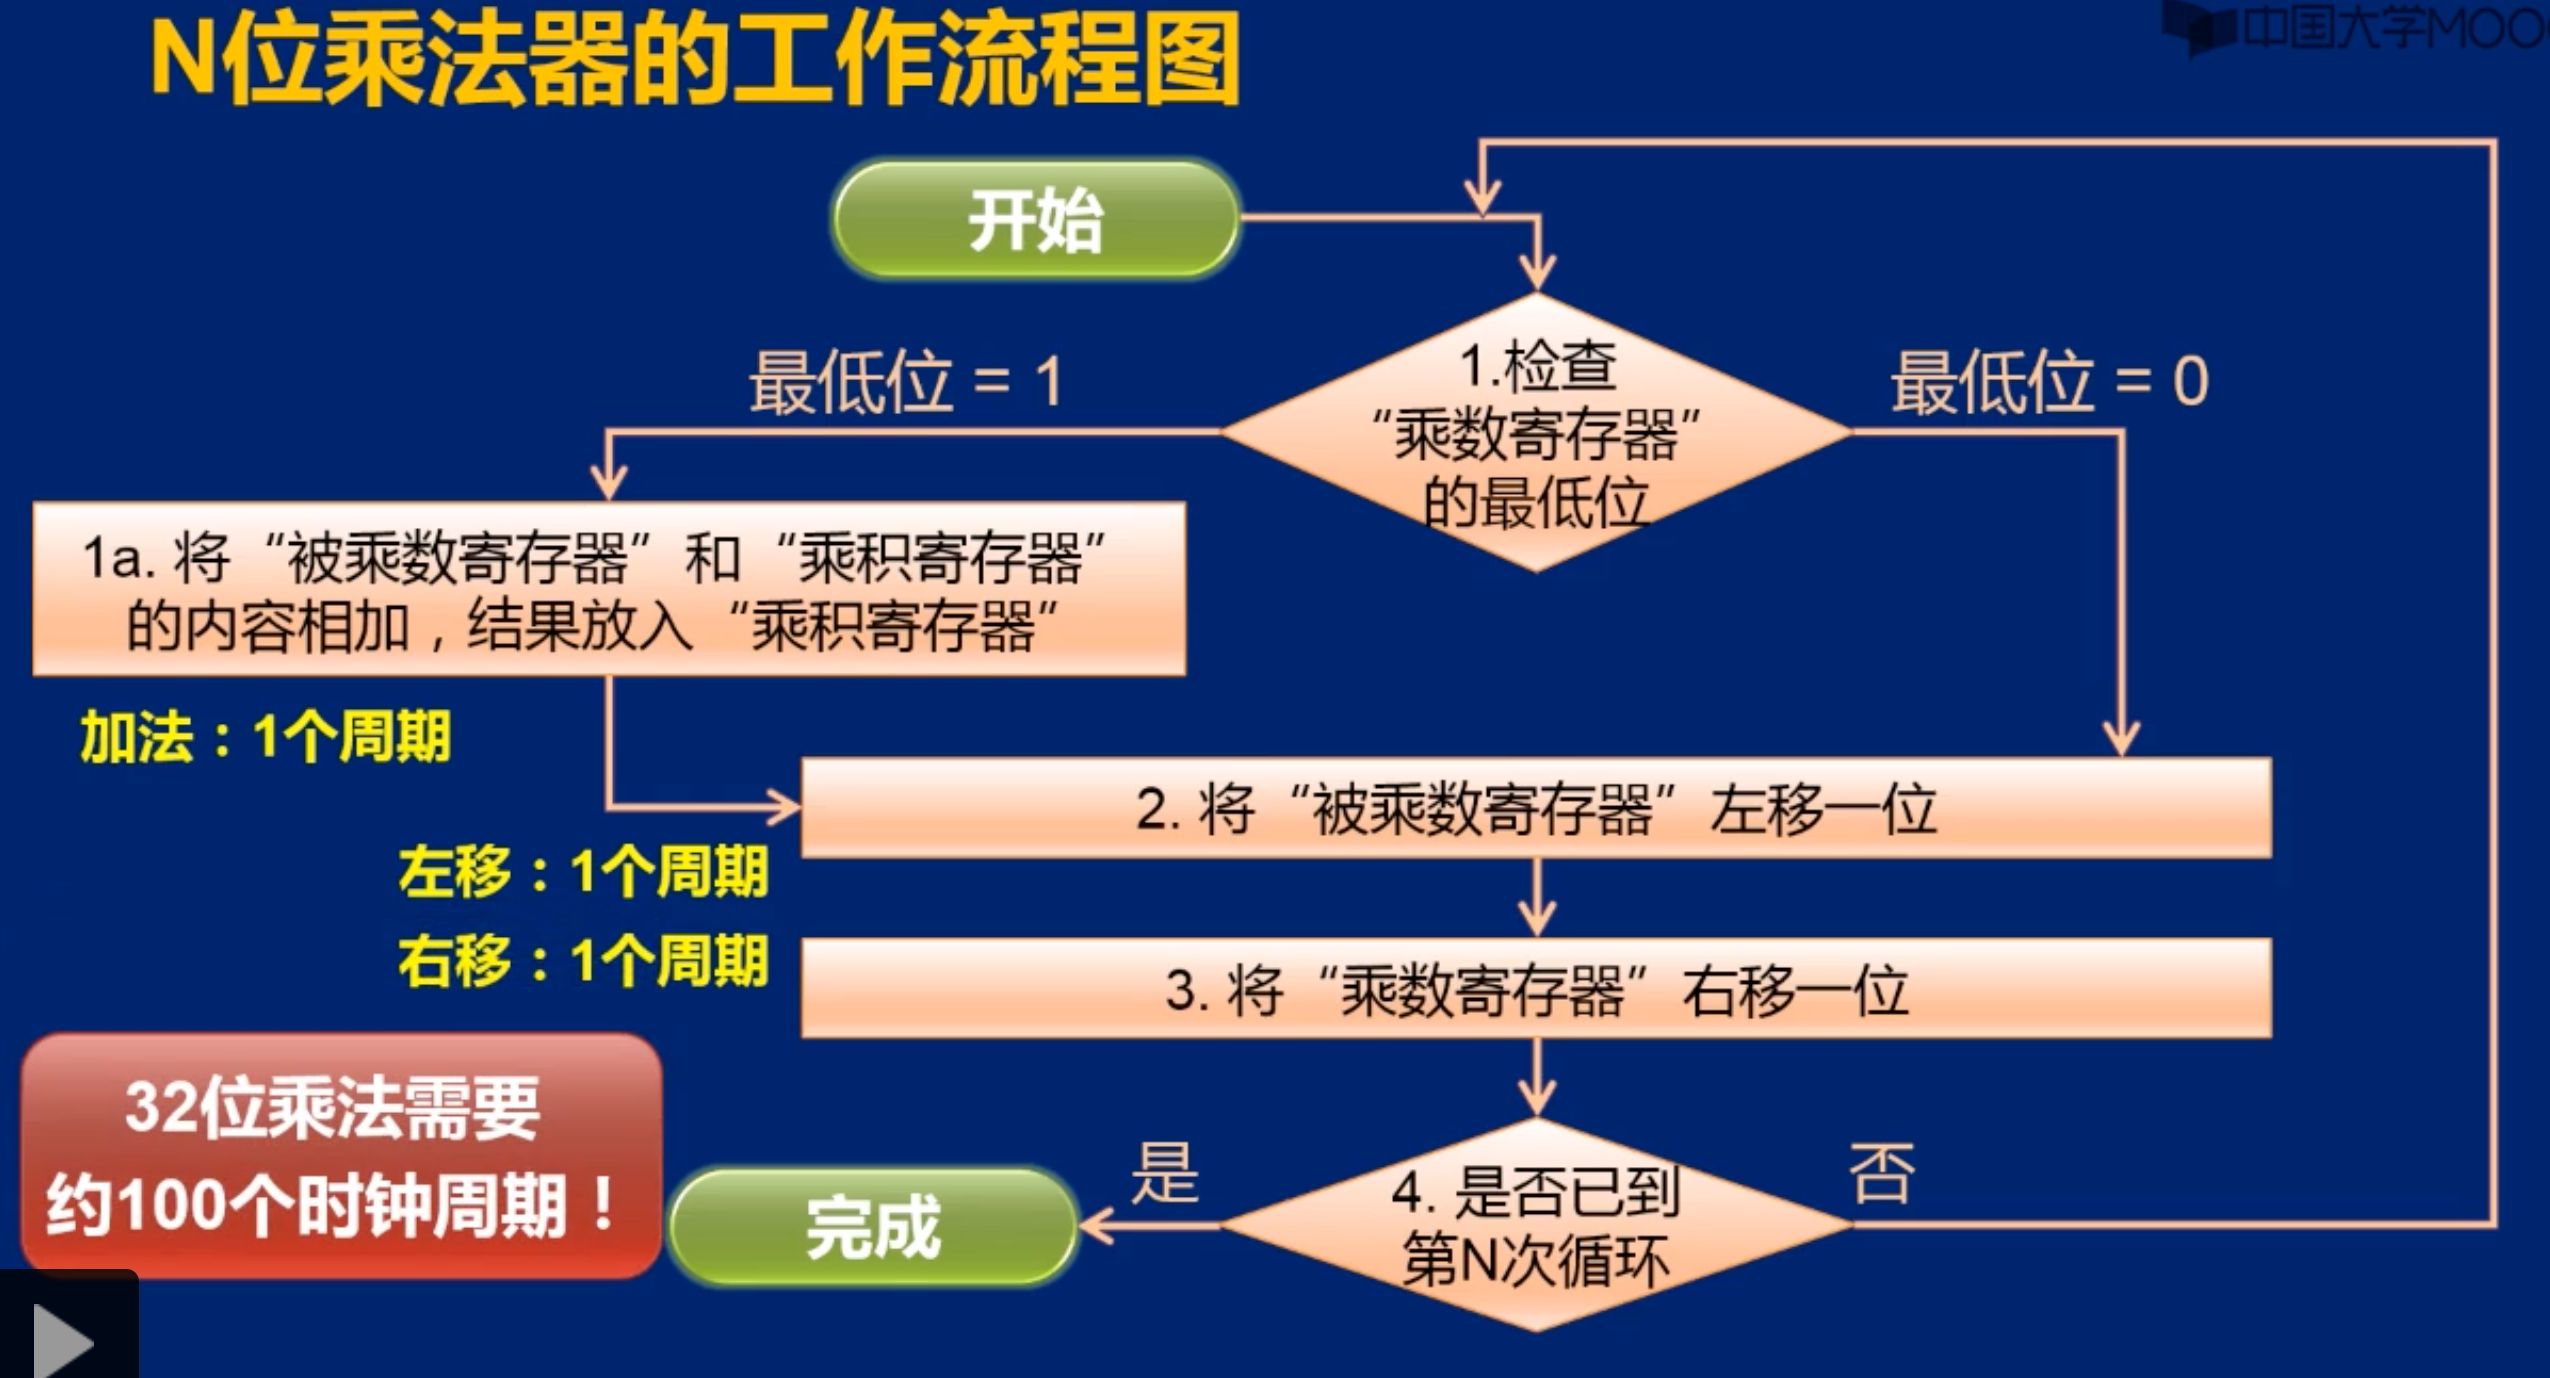 N位乘法器的工作流程图
中国大学MOO
开始
1.检查
“乘数寄存器”
的最低位
最低位 = 1
最低位 = 0
1a. 将“被乘数寄存器”和“乘积寄存器”
的内容相加，结果放入“乘积寄存器”
加法：1个周期
2. 将“被乘数寄存器”左移一位
左移：1个周期
右移：1个周期
3. 将“乘数寄存器”右移一位
32位乘法需要
约100个时钟周期！
4. 是否已到
第N次循环
是
否
完成